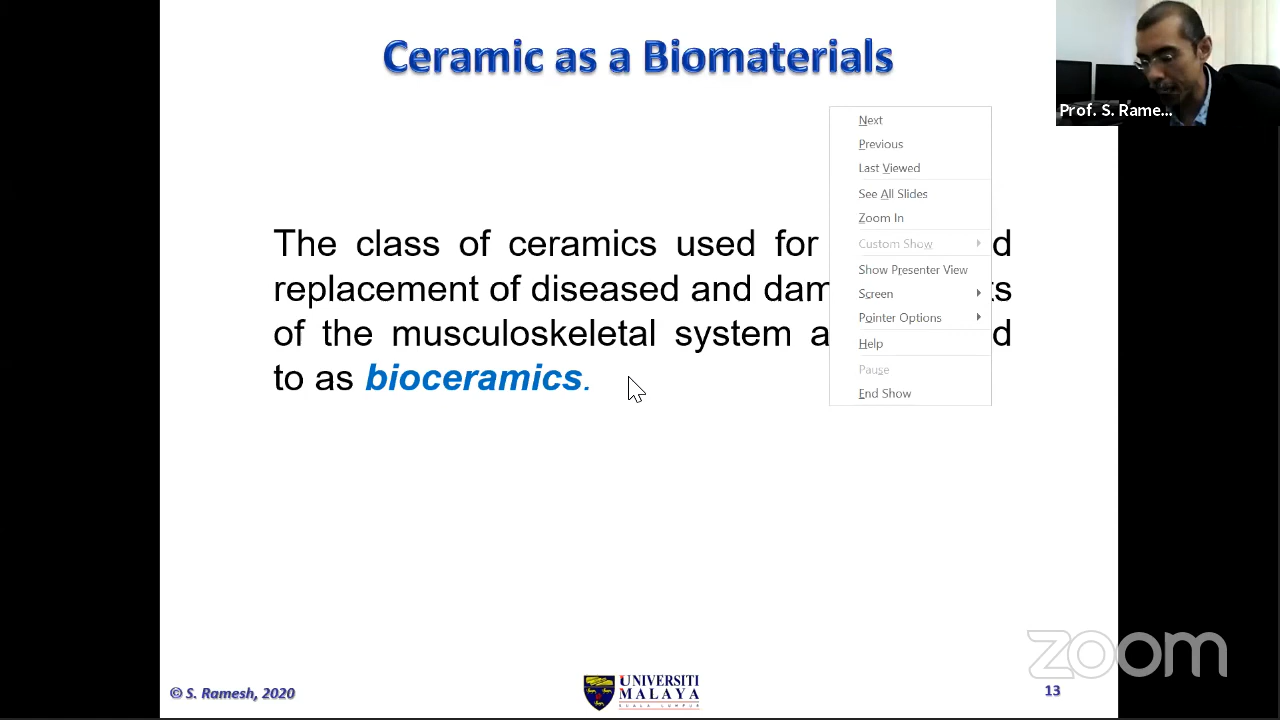 Ceramic as a Biomaterials
Prof. S. Rame...
Next
Previous
Last Viewed
See All Slides
Zoom In
Custom Show
Show Presenter View
Screen
Pointer Options
Help
Pause
End Show
The class of ceramics used for
replacement of diseased and
of the musculoskeletal system
to as bioceramics.
© S. Ramesh, 2020
UNIVERSITI
MALAYA
KUALA LUMPUR
zoom
13